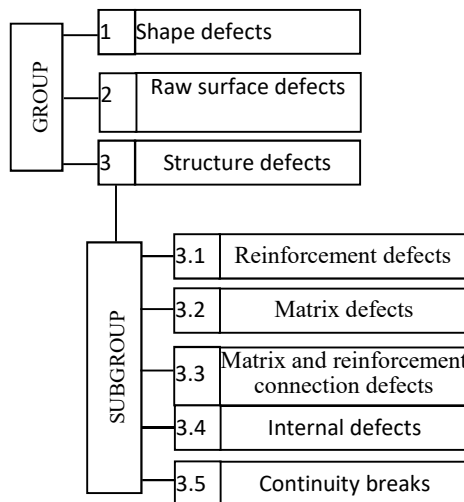 GROUP
1 Shape defects
2 Raw surface defects
3 Structure defects
SUBGROUP
3.1 Reinforcement defects
3.2 Matrix defects
3.3 Matrix and reinforcement
connection defects
3.4 Internal defects
3.5 Continuity breaks